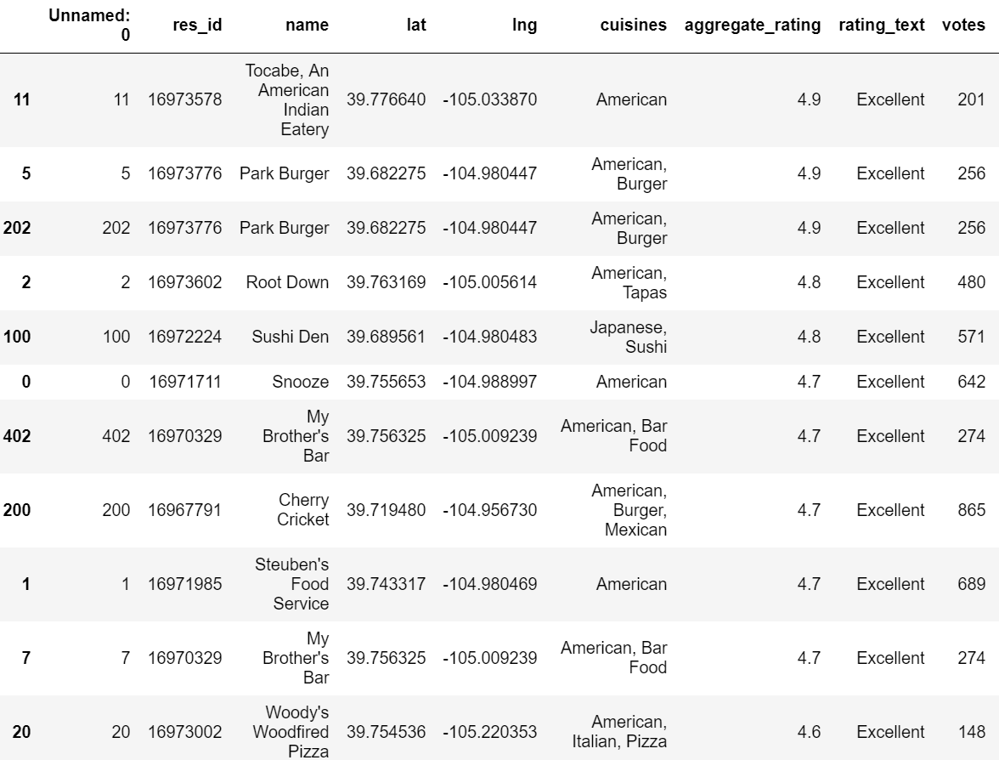 Unnamed: 0 res_id name lat lng cuisines aggregate_rating rating_text votes
11 11 16973578 Tocabe, An American Indian Eatery 39.776640 -105.033870 American 4.9 Excellent 201
5 5 16973776 Park Burger 39.682275 -104.980447 American, Burger 4.9 Excellent 256
202 202 16973776 Park Burger 39.682275 -104.980447 American, Burger 4.9 Excellent 256
2 2 16973602 Root Down 39.763169 -105.005614 American, Tapas 4.8 Excellent 480
100 100 16972224 Sushi Den 39.689561 -104.980483 Japanese, Sushi 4.8 Excellent 571
0 0 16971711 Snooze 39.755653 -104.988997 American 4.7 Excellent 642
402 402 16970329 My Brother's Bar 39.756325 -105.009239 American, Bar Food 4.7 Excellent 274
200 200 16967791 Cherry Cricket 39.719480 -104.956730 American, Burger, Mexican 4.7 Excellent 865
1 1 16971985 Steuben's Food Service 39.743317 -104.980469 American 4.7 Excellent 689
7 7 16970329 My Brother's Bar 39.756325 -105.009239 American, Bar Food 4.7 Excellent 274
20 20 16973002 Woody's Woodfired Pizza 39.754536 -105.220353 American, Italian, Pizza 4.6 Excellent 148